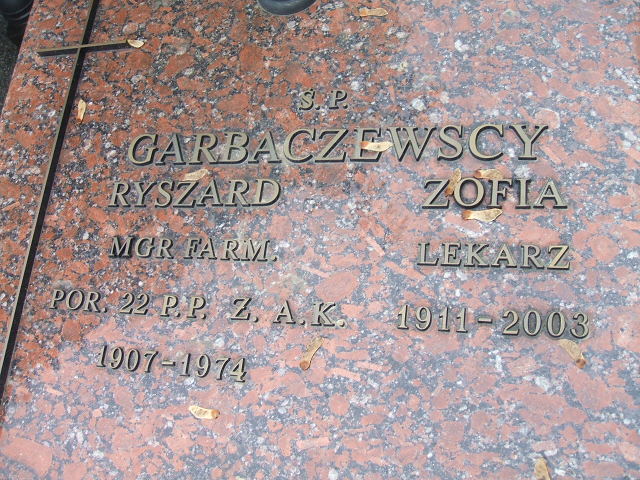 S.P.
GARBACZEWSCY
RYSZARD ZOFIA
MGR FARM. LEKARZ
POR. 22 P.P. Z. A.K. 1911-2003
1907-1974